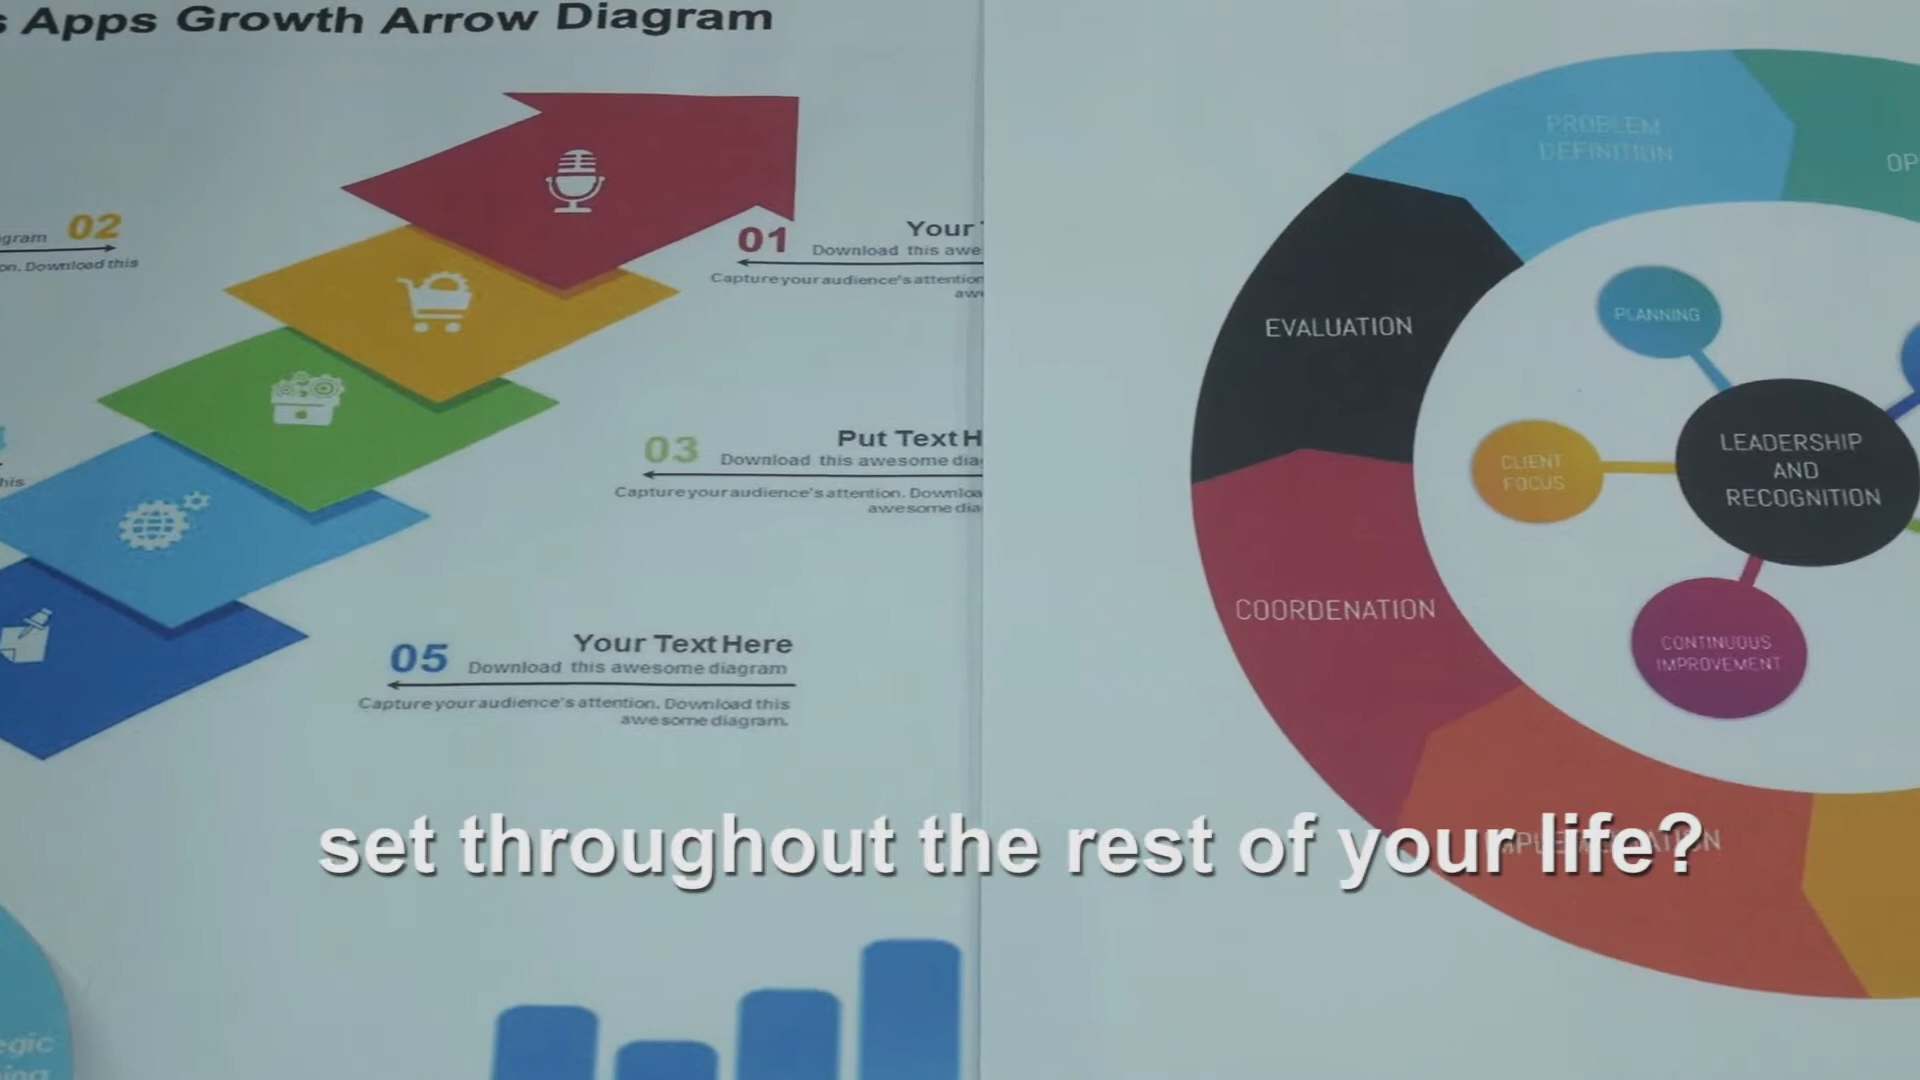 Apps Growth Arrow Diagram
02
01
Your
Download this awe
Capture your audience's attention
03
Put Text H
Download this awesome dia
Capture your audience's attention. Downloa
awesome dia
05
Your Text Here
Download this awesome diagram
Capture your audience's attention. Download this
awesome diagram.
on. Download this
PROBLEM
DEFINITION
OP
EVALUATION
PLANNING
CLIENT
FOCUS
LEADERSHIP
AND
RECOGNITION
COORDENATION
CONTINUOUS
IMPROVEMENT
set throughout the rest of your life?